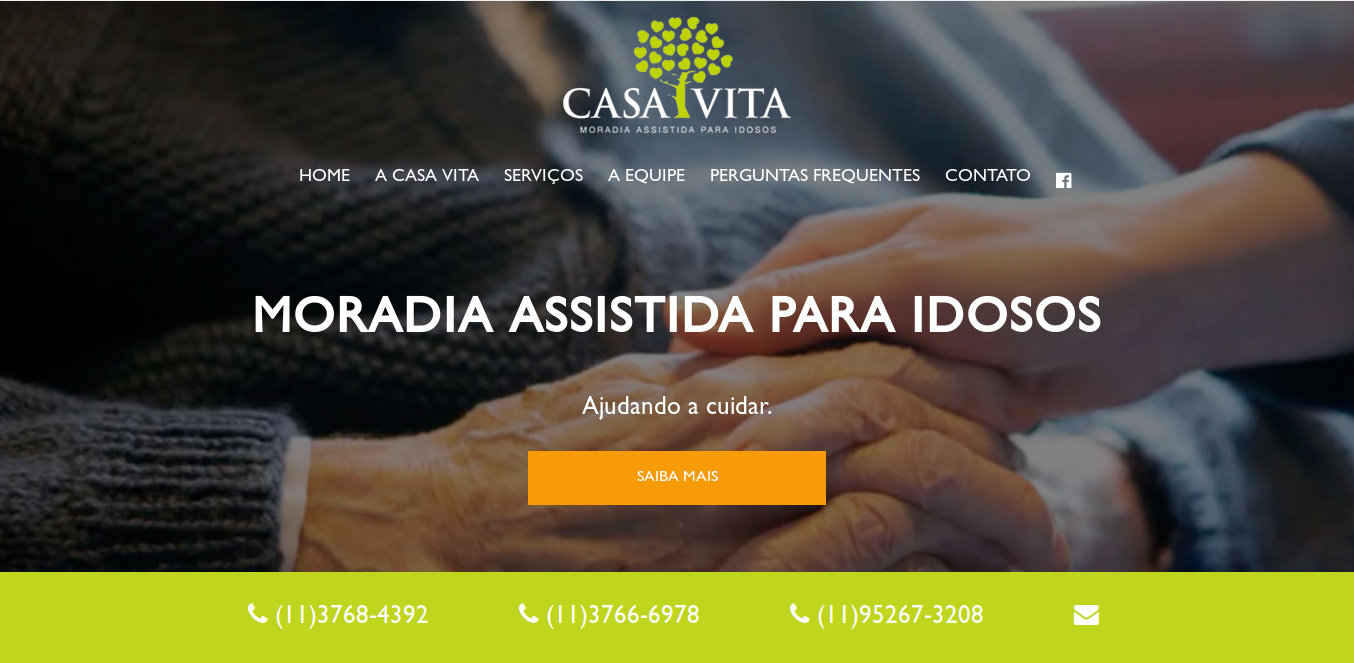 CASA VITA
MORADIA ASSISTIDA PARA IDOSOS
HOME A CASA VITA SERVIÇOS A EQUIPE PERGUNTAS FREQUENTES CONTATO
MORADIA ASSISTIDA PARA IDOSOS
Ajudando a cuidar.
SAIBA MAIS
(11)3768-4392 (11)3766-6978 (11)95267-3208